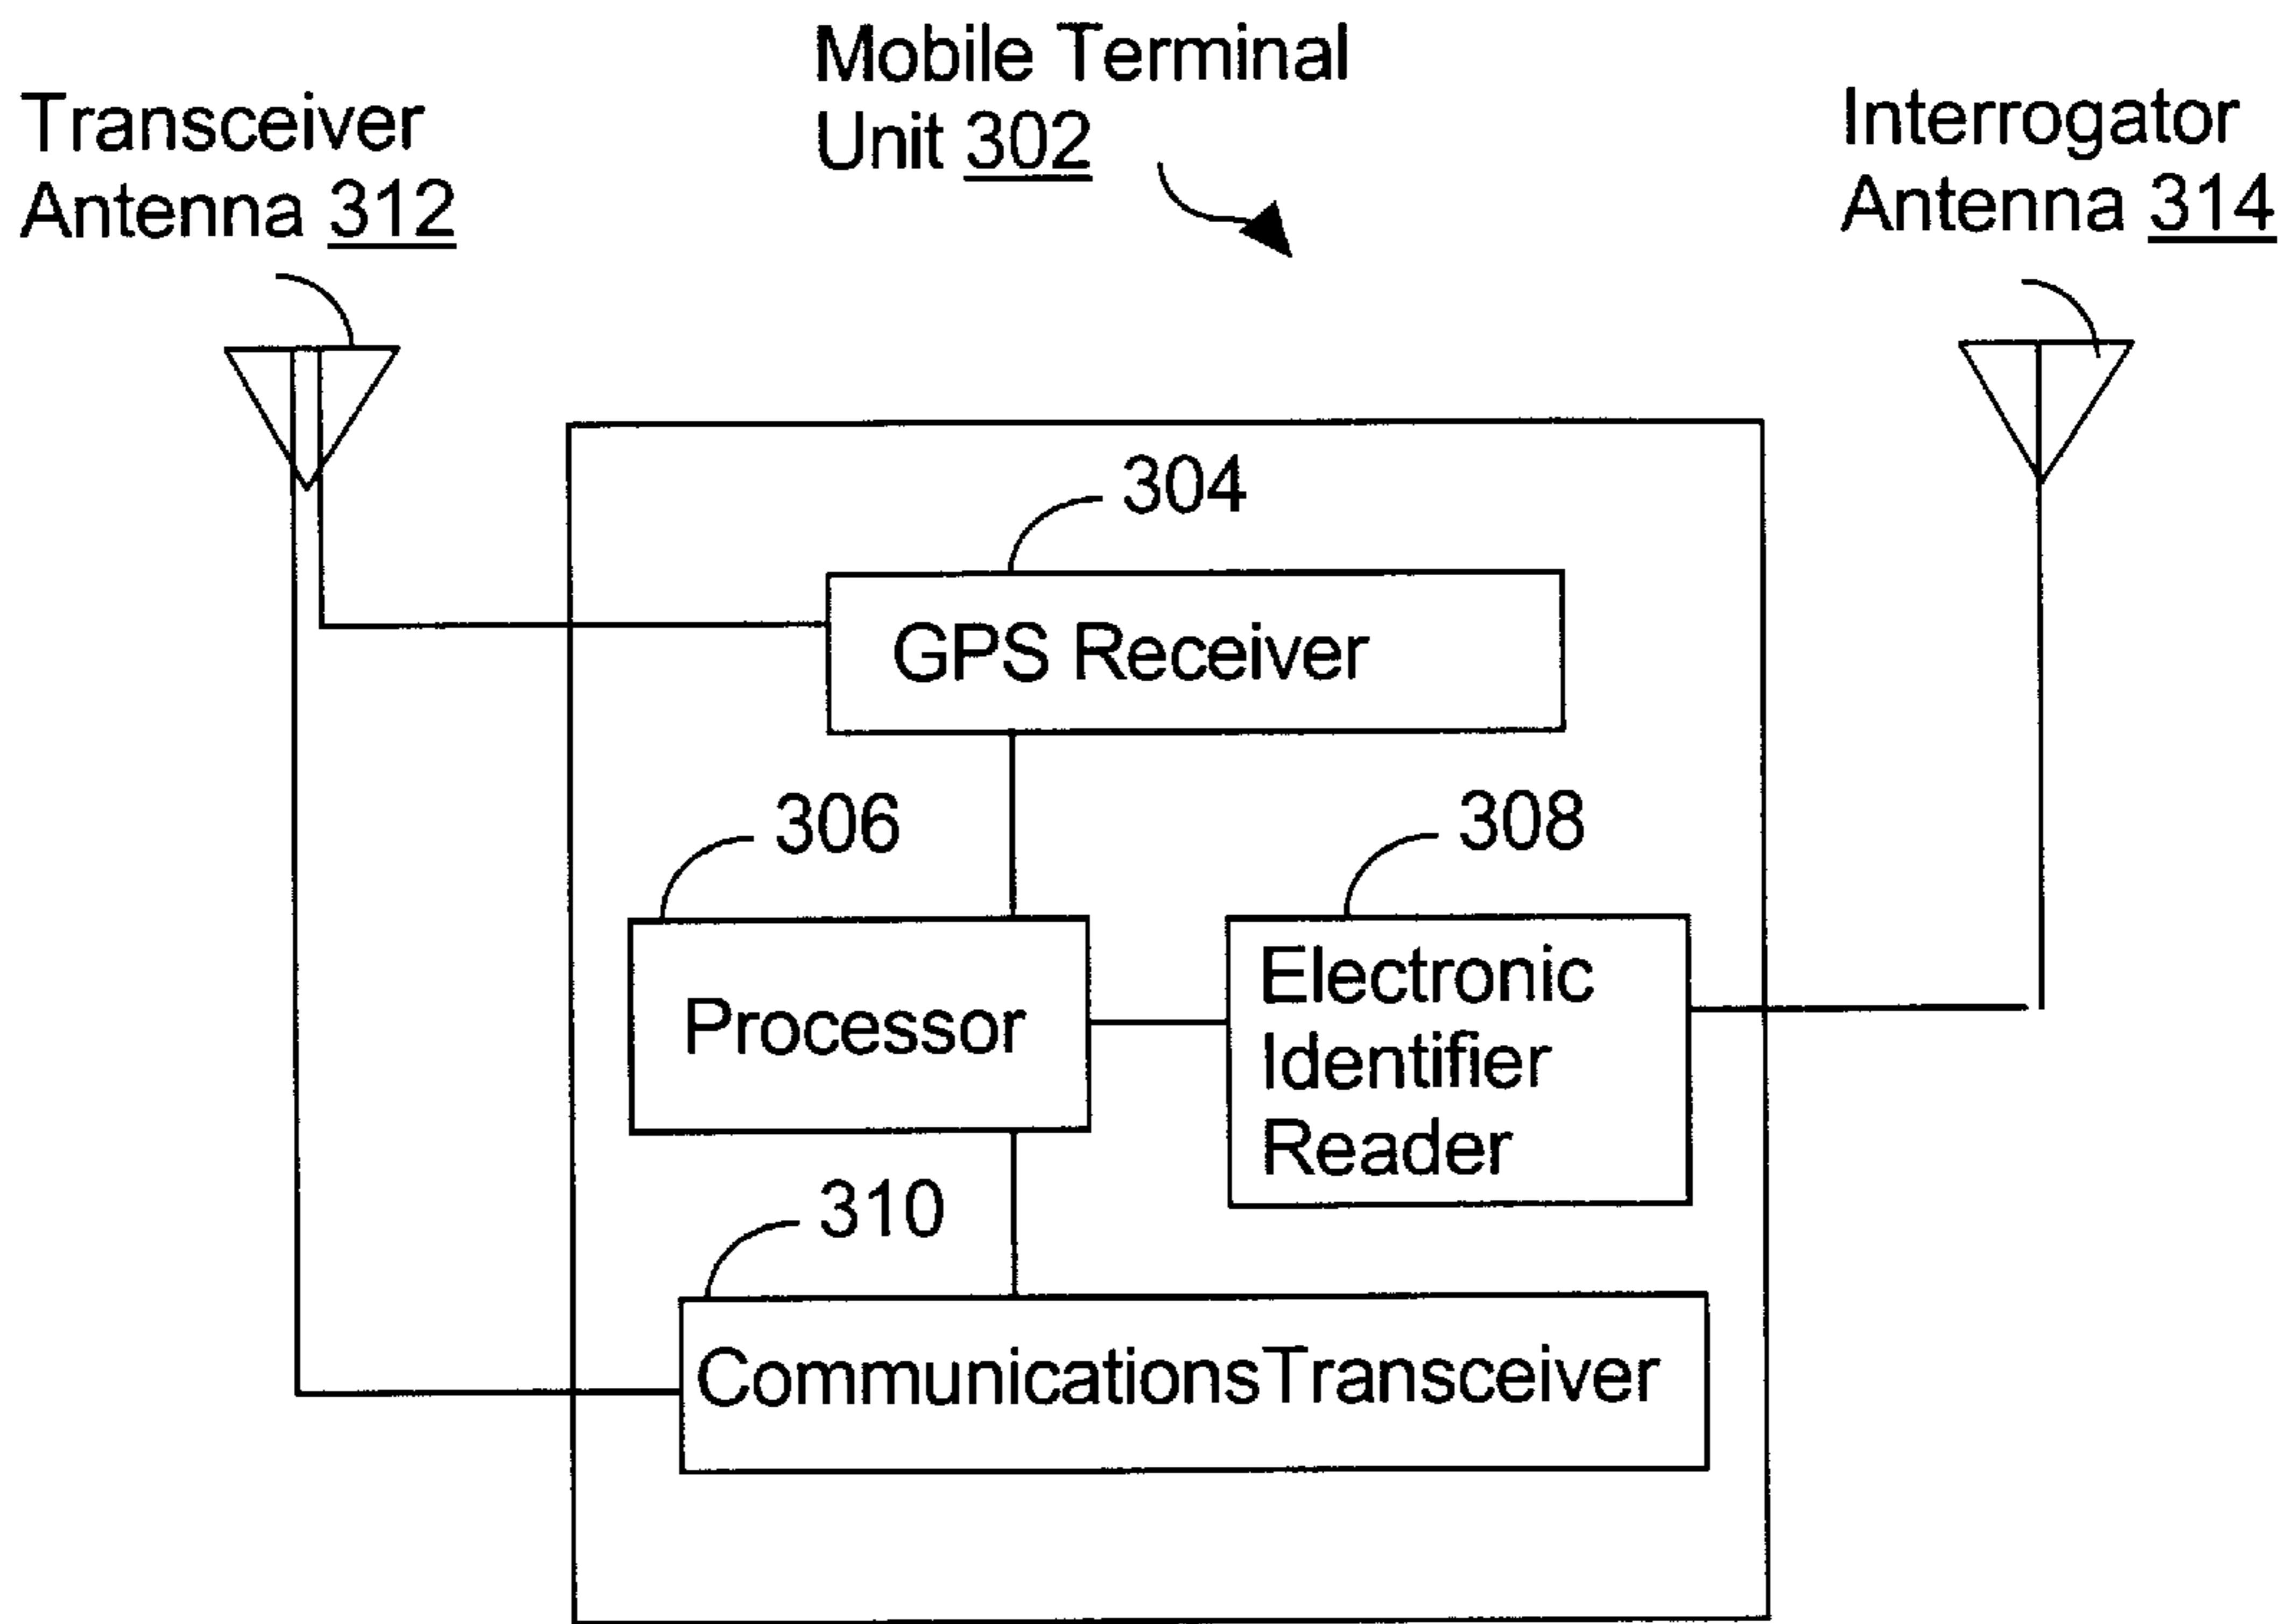 Mobile Terminal
Unit 302
Transceiver
Antenna 312
Interrogator
Antenna 314
304
GPS Receiver
306
308
Processor
Electronic
Identifier
Reader
310
CommunicationsTransceiver